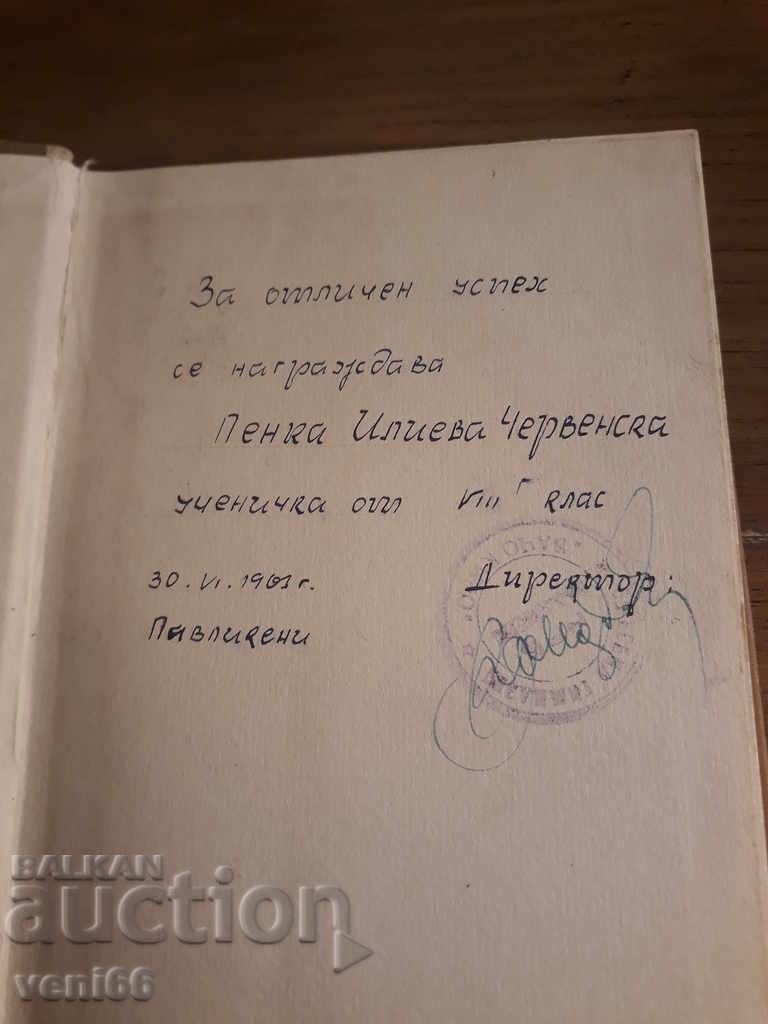 За отличен успех
се награждава
Пенка Илиева Червенска
ученичка от VIII г клас
30. VI. 1963 г.
Директор:
Павликени
BALKAN
auction
veni66